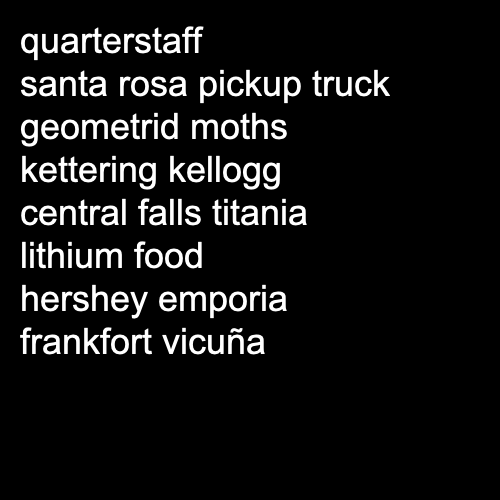 quarterstaff
santa rosa pickup truck
geometrid moths
kettering kellogg
central falls titania
lithium food
hershey emporia
frankfort vicuña